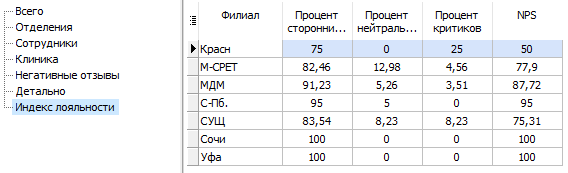 Всего
Отделения
Сотрудники
Клиника
Негативные отзывы
Детально
Индекс лояльности
Филиал Процент сторонни... Процент нейтраль... Процент критиков NPS
Красн 75 0 25 50
М-СРЕТ 82,46 12,98 4,56 77,9
МДМ 91,23 5,26 3,51 87,72
С-Пб. 95 5 0 95
СУЩ 83,54 8,23 8,23 75,31
Сочи 100 0 0 100
Уфа 100 0 0 100